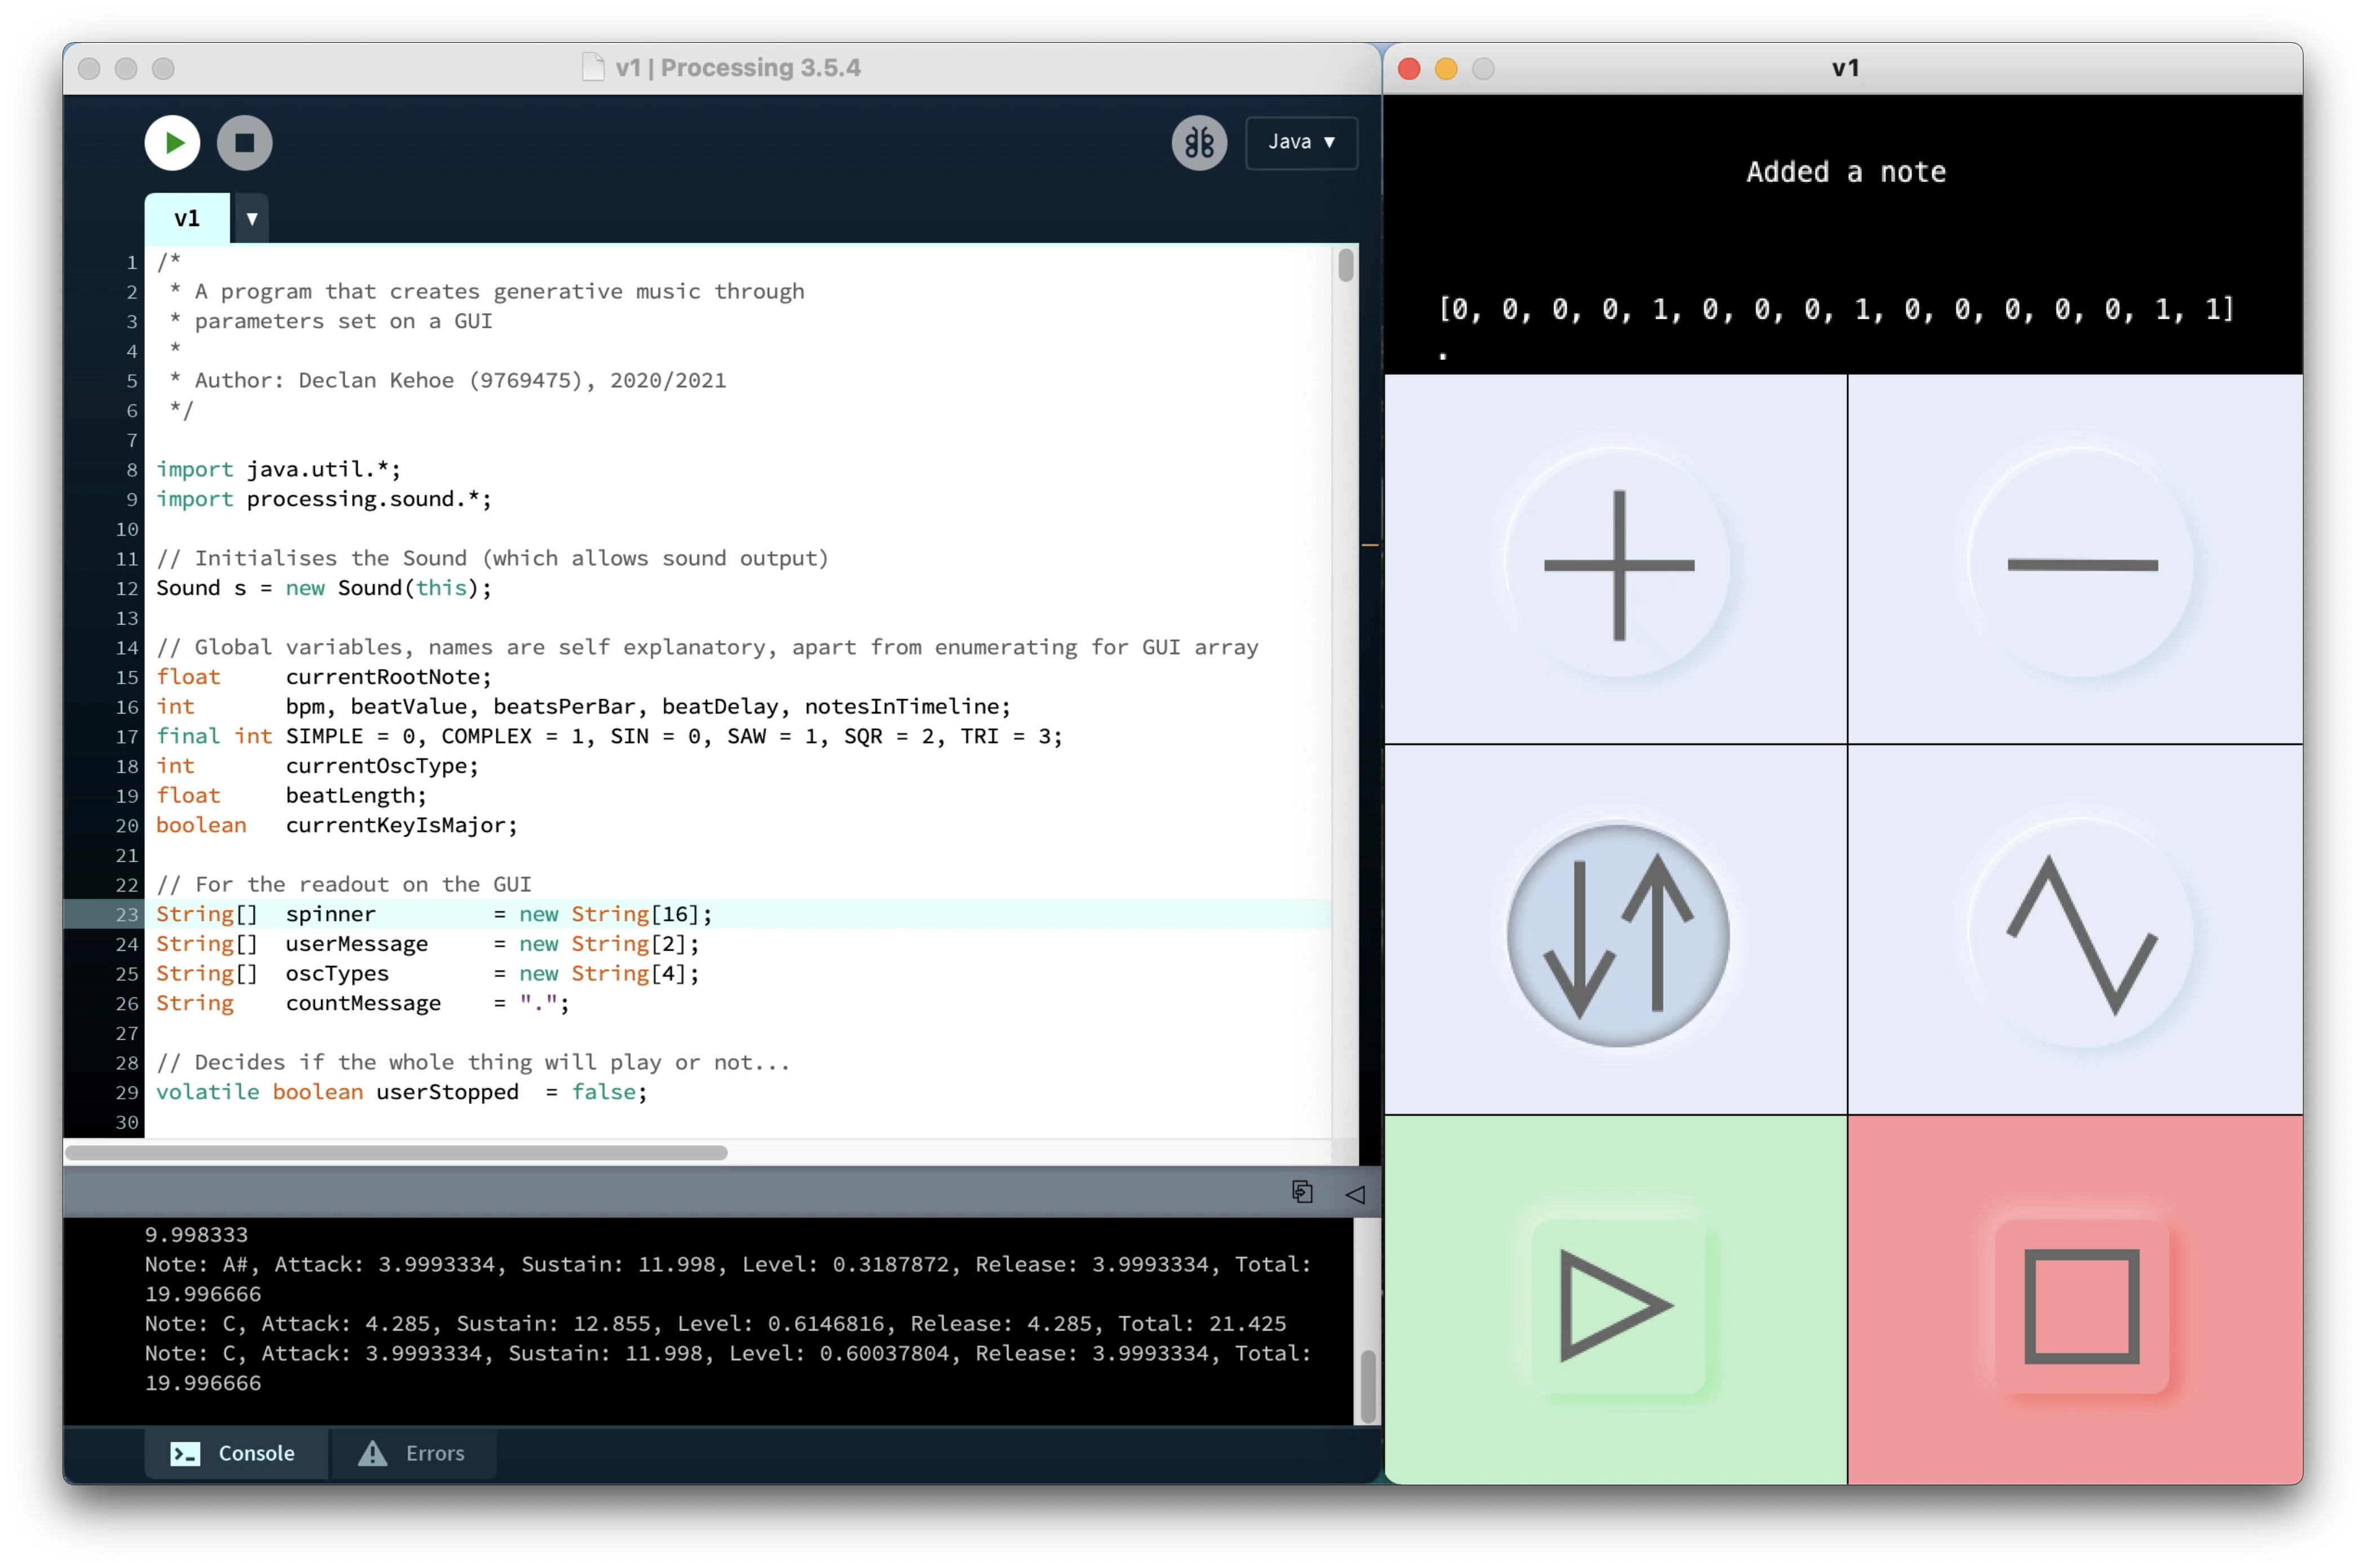 v1 | Processing 3.5.4
Java ▼
v1 ▼
1 /*
2  * A program that creates generative music through
3  * parameters set on a GUI
4  *
5  * Author: Declan Kehoe (9769475), 2020/2021
6  */
7
8 import java.util.*;
9 import processing.sound.*;
10
11 // Initialises the Sound (which allows sound output)
12 Sound s = new Sound(this);
13
14 // Global variables, names are self explanatory, apart from enumerating for GUI array
15 float     currentRootNote;
16 int       bpm, beatValue, beatsPerBar, beatDelay, notesInTimeline;
17 final int SIMPLE = 0, COMPLEX = 1, SIN = 0, SAW = 1, SQR = 2, TRI = 3;
18 int       currentOscType;
19 float     beatLength;
20 boolean   currentKeyIsMajor;
21
22 // For the readout on the GUI
23 String[]  spinner         = new String[16];
24 String[]  userMessage     = new String[2];
25 String[]  oscTypes        = new String[4];
26 String    countMessage    = ".";
27
28 // Decides if the whole thing will play or not...
29 volatile boolean userStopped  = false;
30
9.998333
Note: A#, Attack: 3.9993334, Sustain: 11.998, Level: 0.3187872, Release: 3.9993334, Total:
19.996666
Note: C, Attack: 4.285, Sustain: 12.855, Level: 0.6146816, Release: 4.285, Total: 21.425
Note: C, Attack: 3.9993334, Sustain: 11.998, Level: 0.60037804, Release: 3.9993334, Total:
19.996666
Console
Errors
v1
Added a note
[0, 0, 0, 0, 1, 0, 0, 0, 1, 0, 0, 0, 0, 0, 1, 1]
.